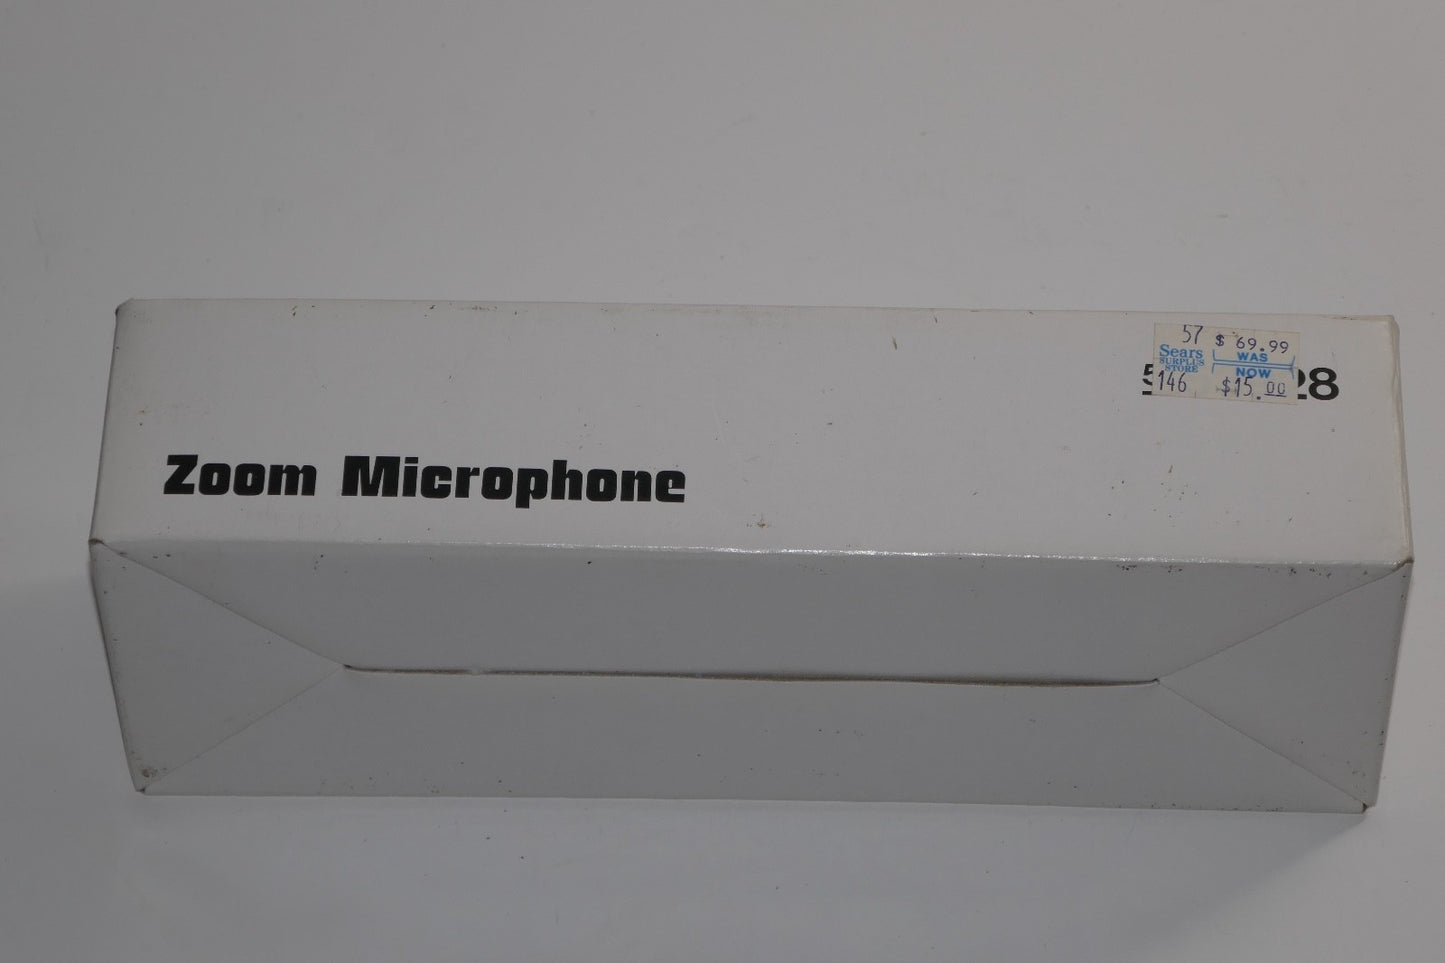 57 $ 69.99
Sears WAS
SURPLUS
STORE NOW
146 $15.00
28
Zoom Microphone